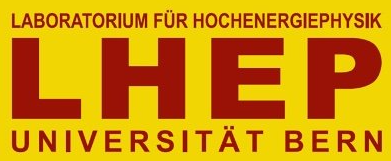 LABORATORIUM FÜR HOCHENERGIEPHYSIK
LHEP
UNIVERSITÄT BERN